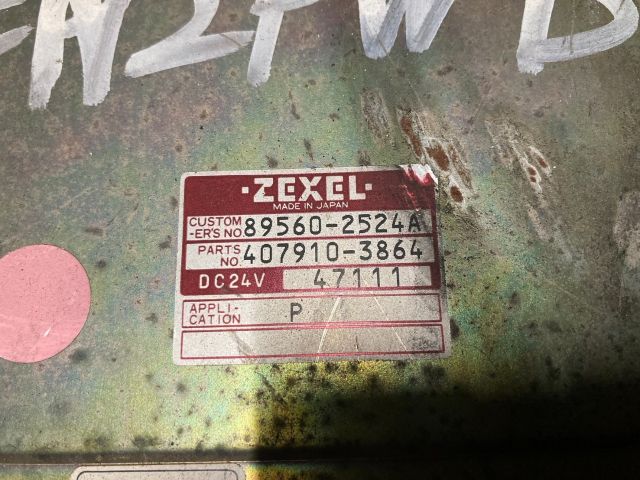 ·ZEXEL·
MADE IN JAPAN
CUSTOM
-ER'S NO 89560-2524A
PARTS
NO. 407910-3864
DC24V 47111
APPLI-
CATION P